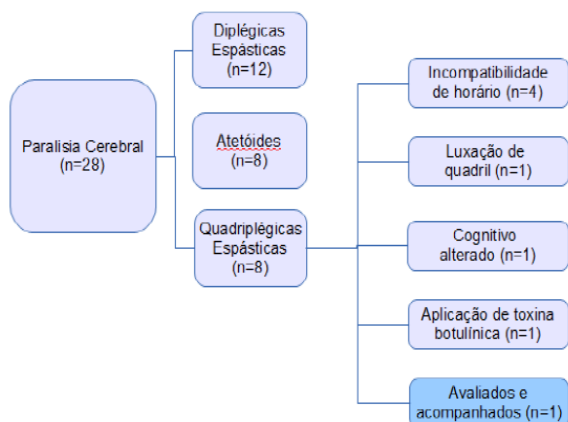 Paralisia Cerebral
(n=28)
Diplégicas
Espásticas
(n=12)
Atetóides
(n=8)
Quadriplégicas
Espásticas
(n=8)
Incompatibilidade
de horário (n=4)
Luxação de
quadril (n=1)
Cognitivo
alterado (n=1)
Aplicação de toxina
botulínica (n=1)
Avaliados e
acompanhados (n=1)